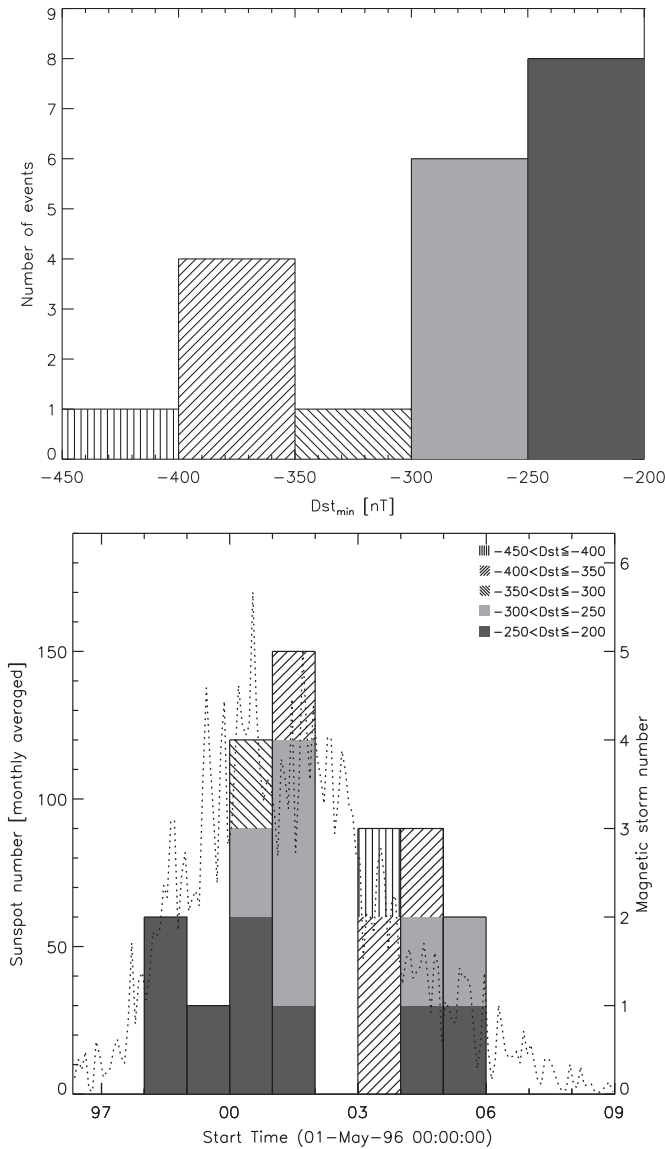 9
8
7
6
5
4
3
2
1
0
Number of events
-450 -400 -350 -300 -250 -200
Dst_min [nT]
-450<Dst≦-400
-400<Dst≦-350
-350<Dst≦-300
-300<Dst≦-250
-250<Dst≦-200
150
100
50
0
Sunspot number [monthly averaged]
6
5
4
3
2
1
0
Magnetic storm number
97 00 03 06 09
Start Time (01-May-96 00:00:00)